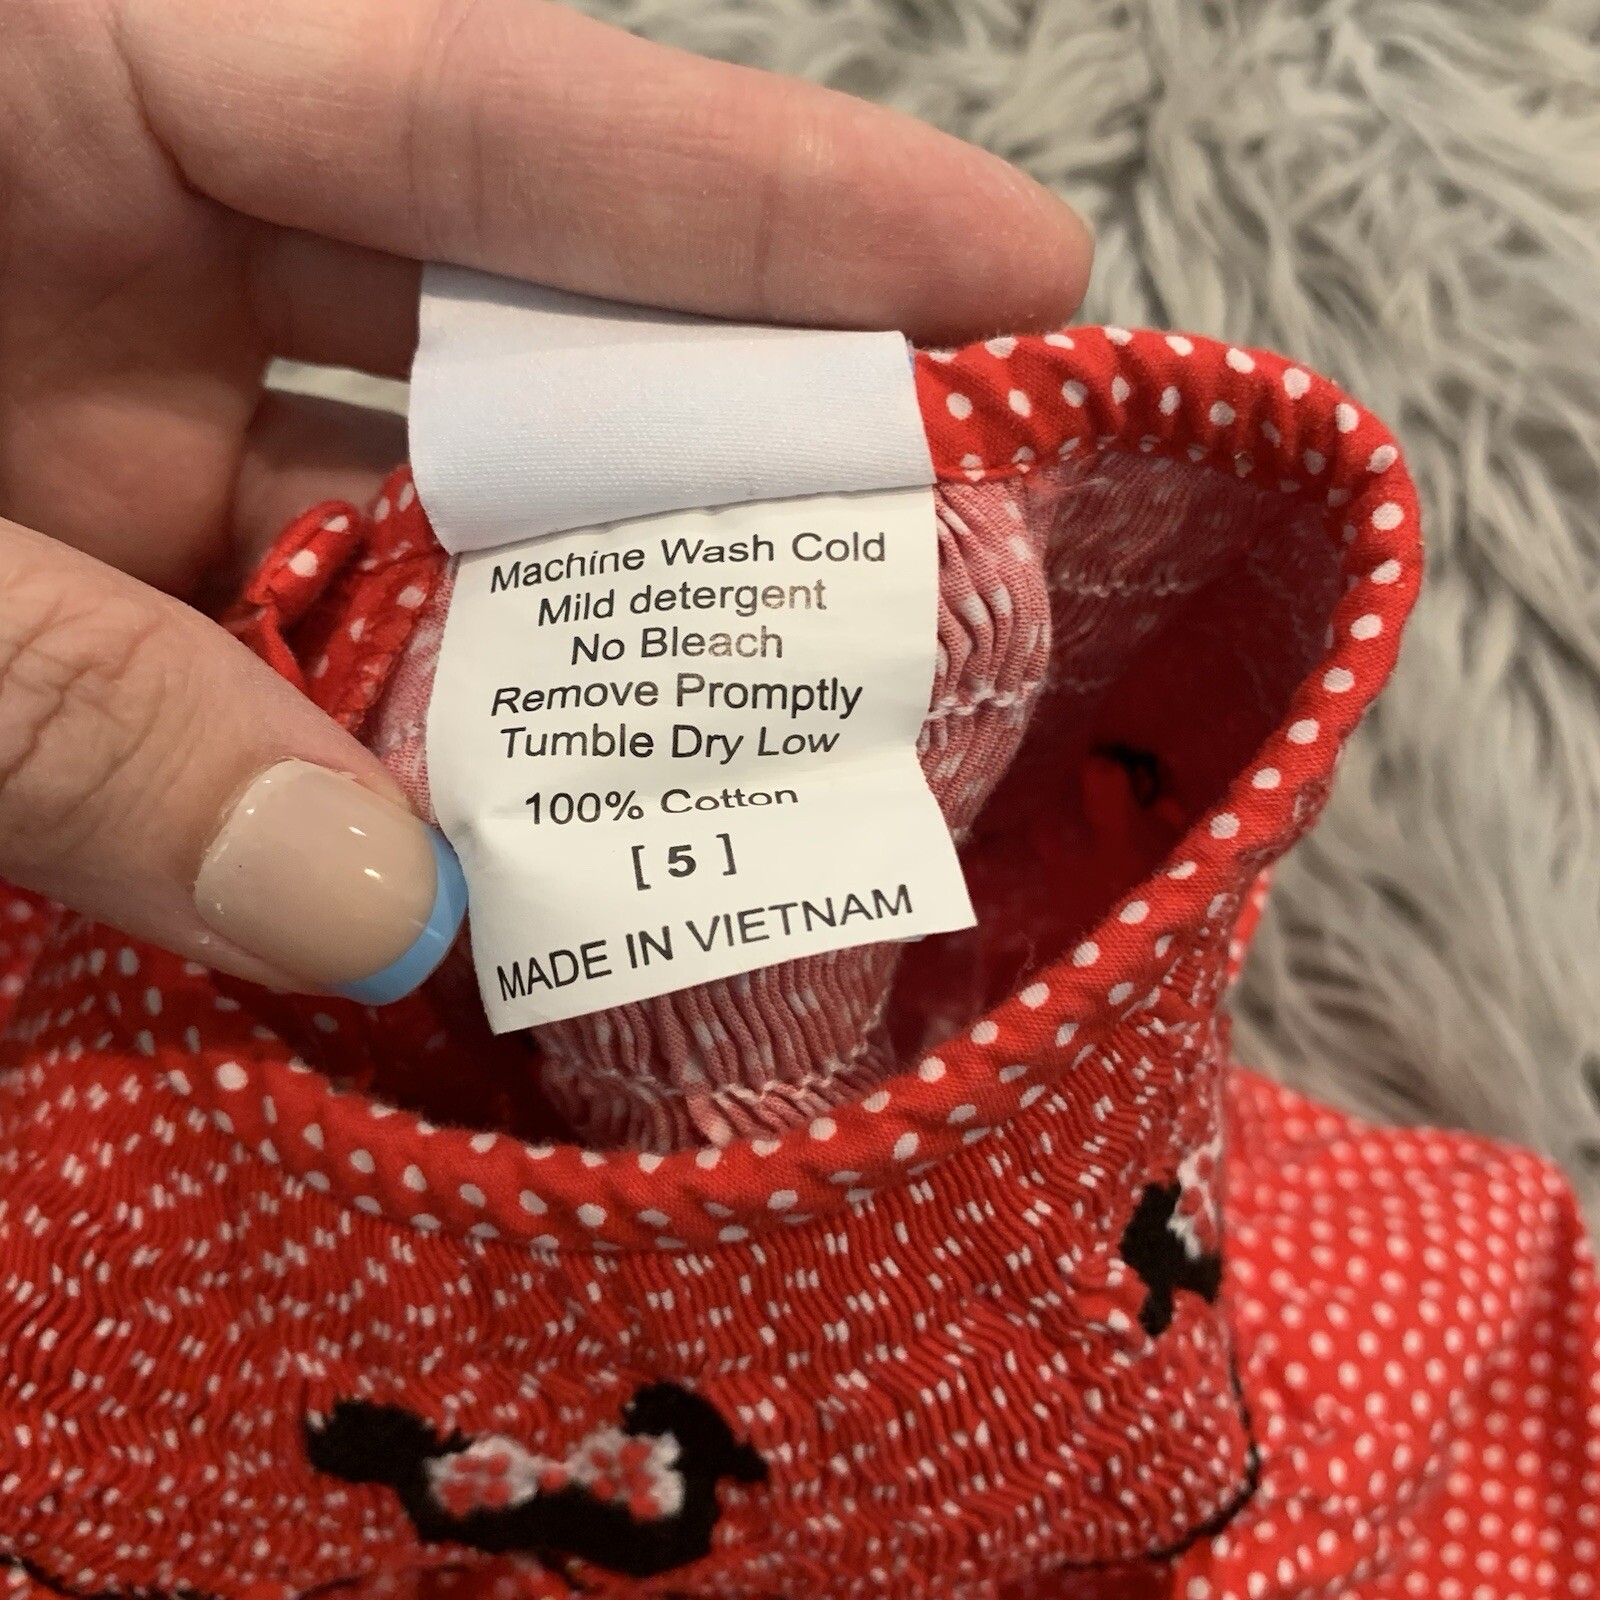 Machine Wash Cold
Mild detergent
No Bleach
Remove Promptly
Tumble Dry Low
100% Cotton
[ 5 ]
MADE IN VIETNAM